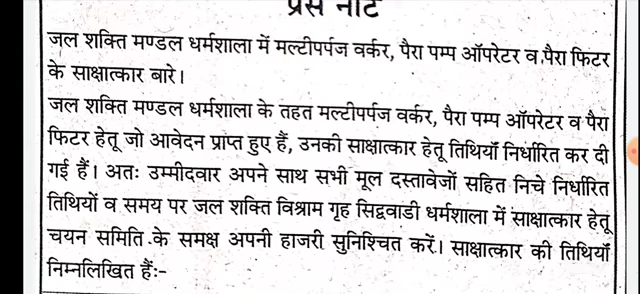 प्रेस नोट
जल शक्ति मण्डल धर्मशाला में मल्टीपर्पज वर्कर, पैरा पम्प ऑपरेटर व पैरा फिटर
के साक्षात्कार बारे।
जल शक्ति मण्डल धर्मशाला के तहत मल्टीपर्पज वर्कर, पैरा पम्प ऑपरेटर व पैरा
फिटर हेतू जो आवेदन प्राप्त हुए हैं, उनकी साक्षात्कार हेतू तिथियाँ निर्धारित कर दी
गई हैं। अतः उम्मीदवार अपने साथ सभी मूल दस्तावेजों सहित निचे निर्धारित
तिथियों व समय पर जल शक्ति विश्राम गृह सिद्ववाडी धर्मशाला में साक्षात्कार हेतू
चयन समिति के समक्ष अपनी हाजरी सुनिश्चित करें। साक्षात्कार की तिथियाँ
निम्नलिखित हैंः-